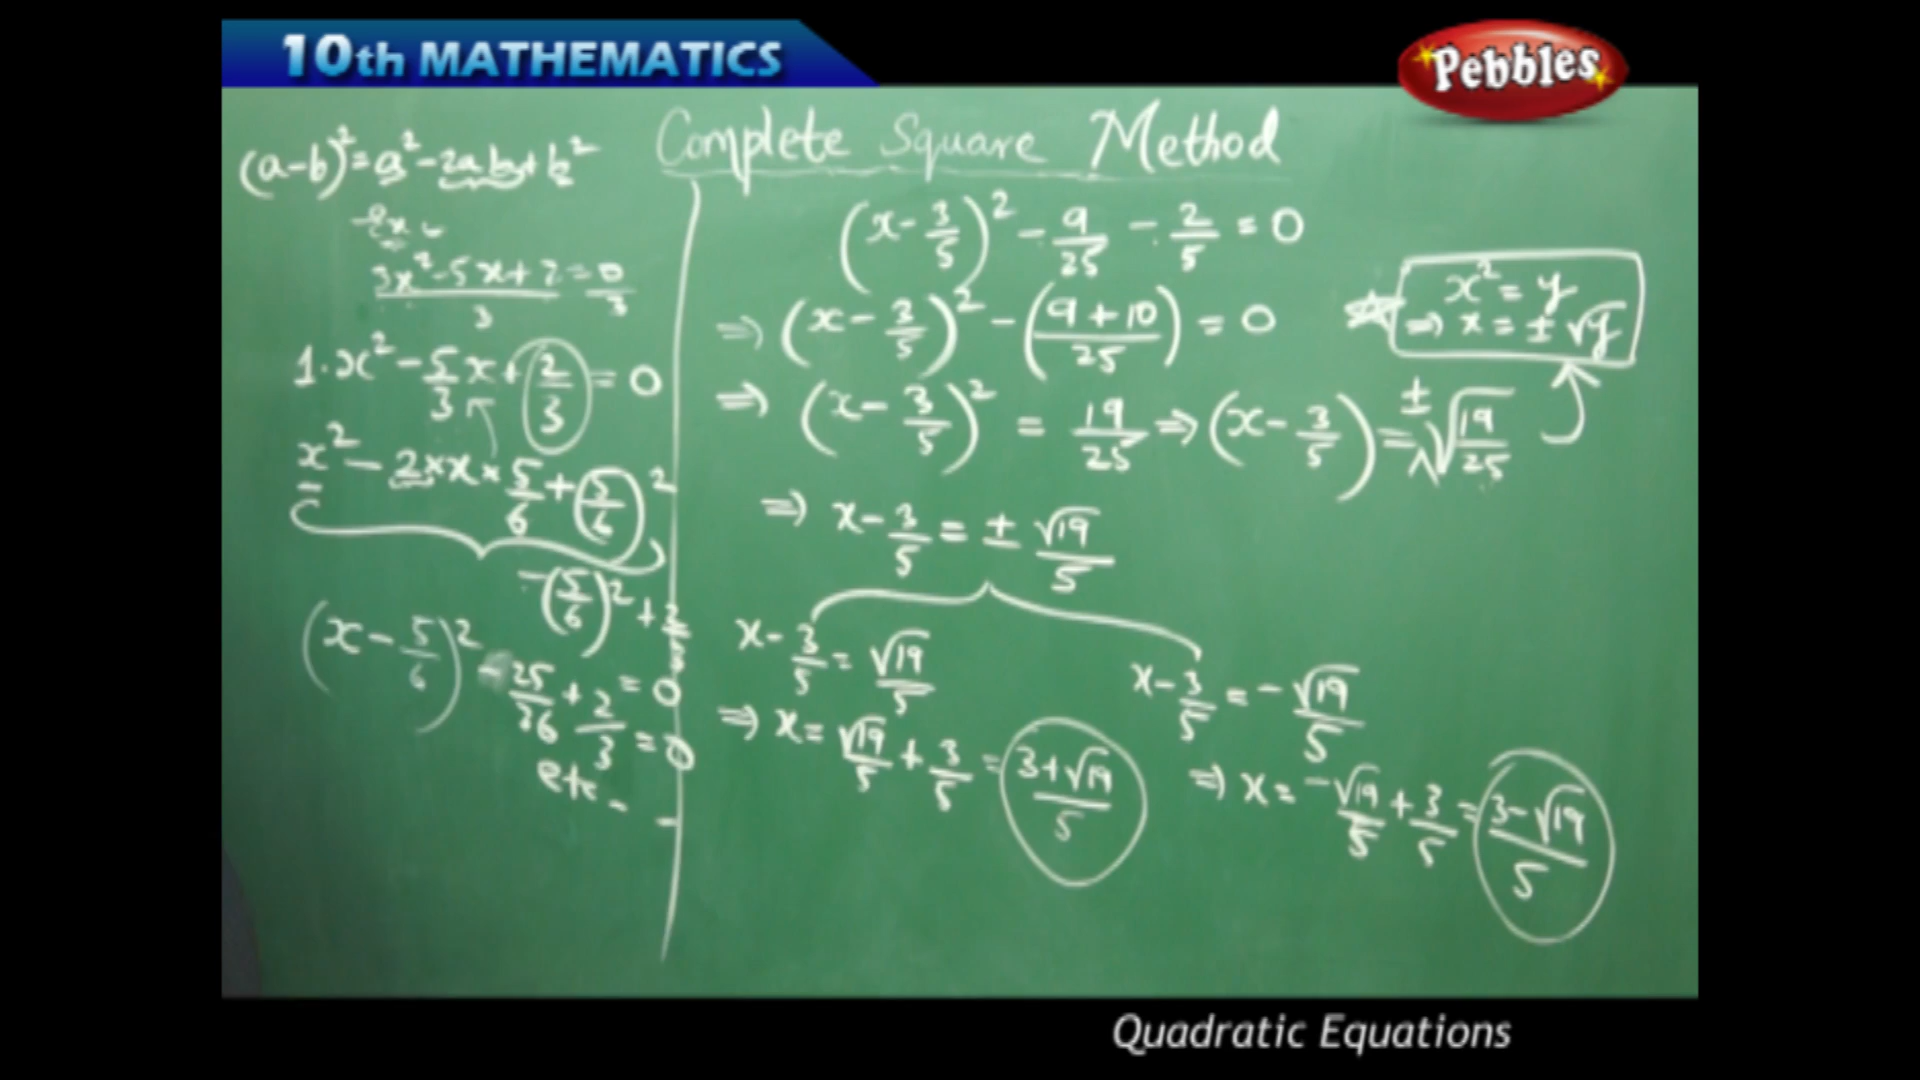 10th MATHEMATICS
Pebbles
Complete Square Method
(a-b)² = a² - 2ab + b²
3x² - 5x + 2 / 3 = 0/3
1·x² - 5/3 x + 2/3 = 0
x² - 2 × x × 5/6 + (5/6)²
- (5/6)² + 2/3 = 0
(x - 5/6)² - 25/36 + 2/3 = 0
etc - -
(x - 3/5)² - 9/25 - 2/5 = 0
⇒ (x - 3/5)² - (9 + 10 / 25) = 0
x² = y
⇒ x = ± √y
⇒ (x - 3/5)² = 19/25 ⇒ (x - 3/5) = ± √19/25
⇒ x - 3/5 = ± √19/5
x - 3/5 = √19/5
⇒ x = √19/5 + 3/5 = 3+√19 / 5
x - 3/5 = - √19/5
⇒ x = -√19/5 + 3/5 = 3-√19 / 5
Quadratic Equations